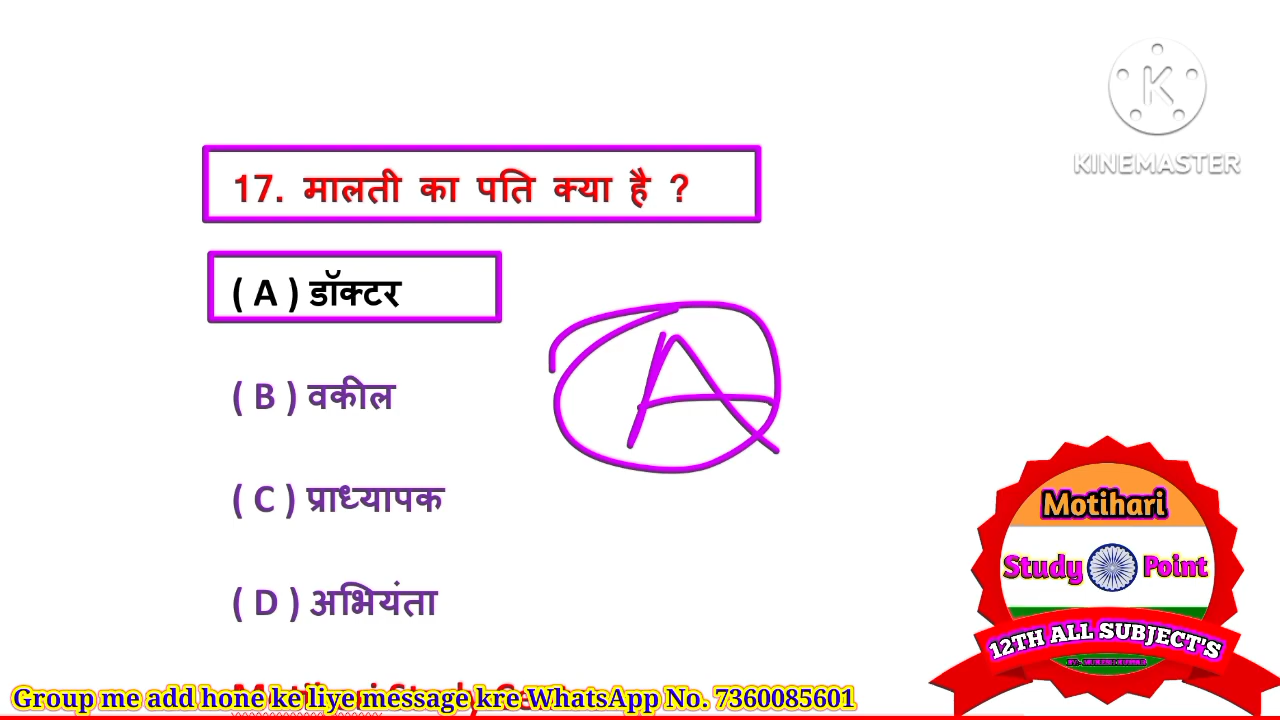 KINEMASTER
17. मालती का पति क्या है ?
( A ) डॉक्टर
A
( B ) वकील
( C ) प्राध्यापक
( D ) अभियंता
Motihari
Study Point
12TH ALL SUBJECT'S
Group me add hone ke liye message kre WhatsApp No. 7360085601